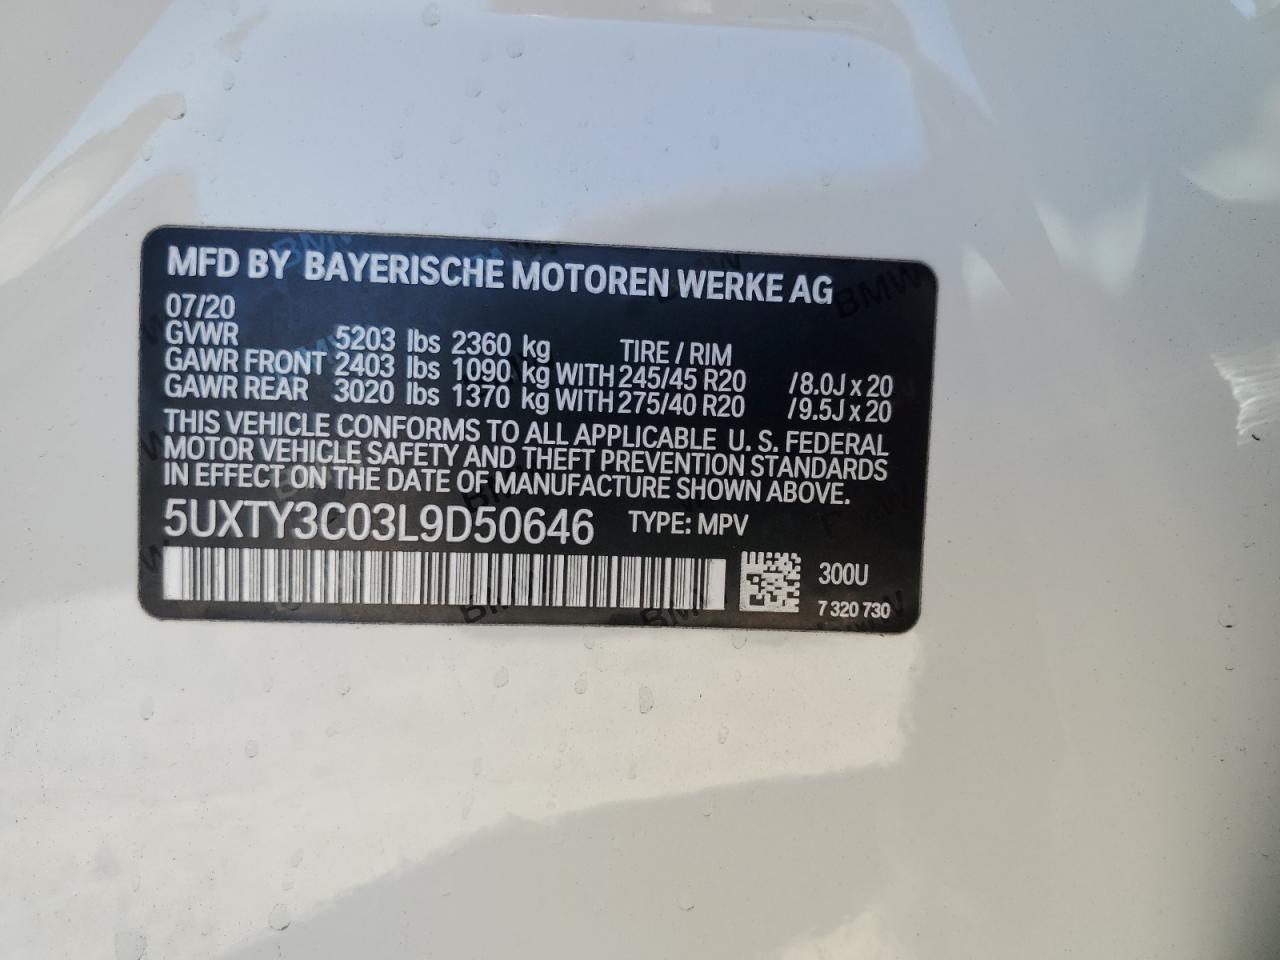 MFD BY BAYERISCHE MOTOREN WERKE AG
07/20
GVWR 5203 lbs 2360 kg TIRE / RIM
GAWR FRONT 2403 lbs 1090 kg WITH 245/45 R20 /8.0J x 20
GAWR REAR 3020 lbs 1370 kg WITH 275/40 R20 /9.5J x 20
THIS VEHICLE CONFORMS TO ALL APPLICABLE U. S. FEDERAL
MOTOR VEHICLE SAFETY AND THEFT PREVENTION STANDARDS
IN EFFECT ON THE DATE OF MANUFACTURE SHOWN ABOVE.
5UXTY3C03L9D50646 TYPE: MPV
300U
7 320 730